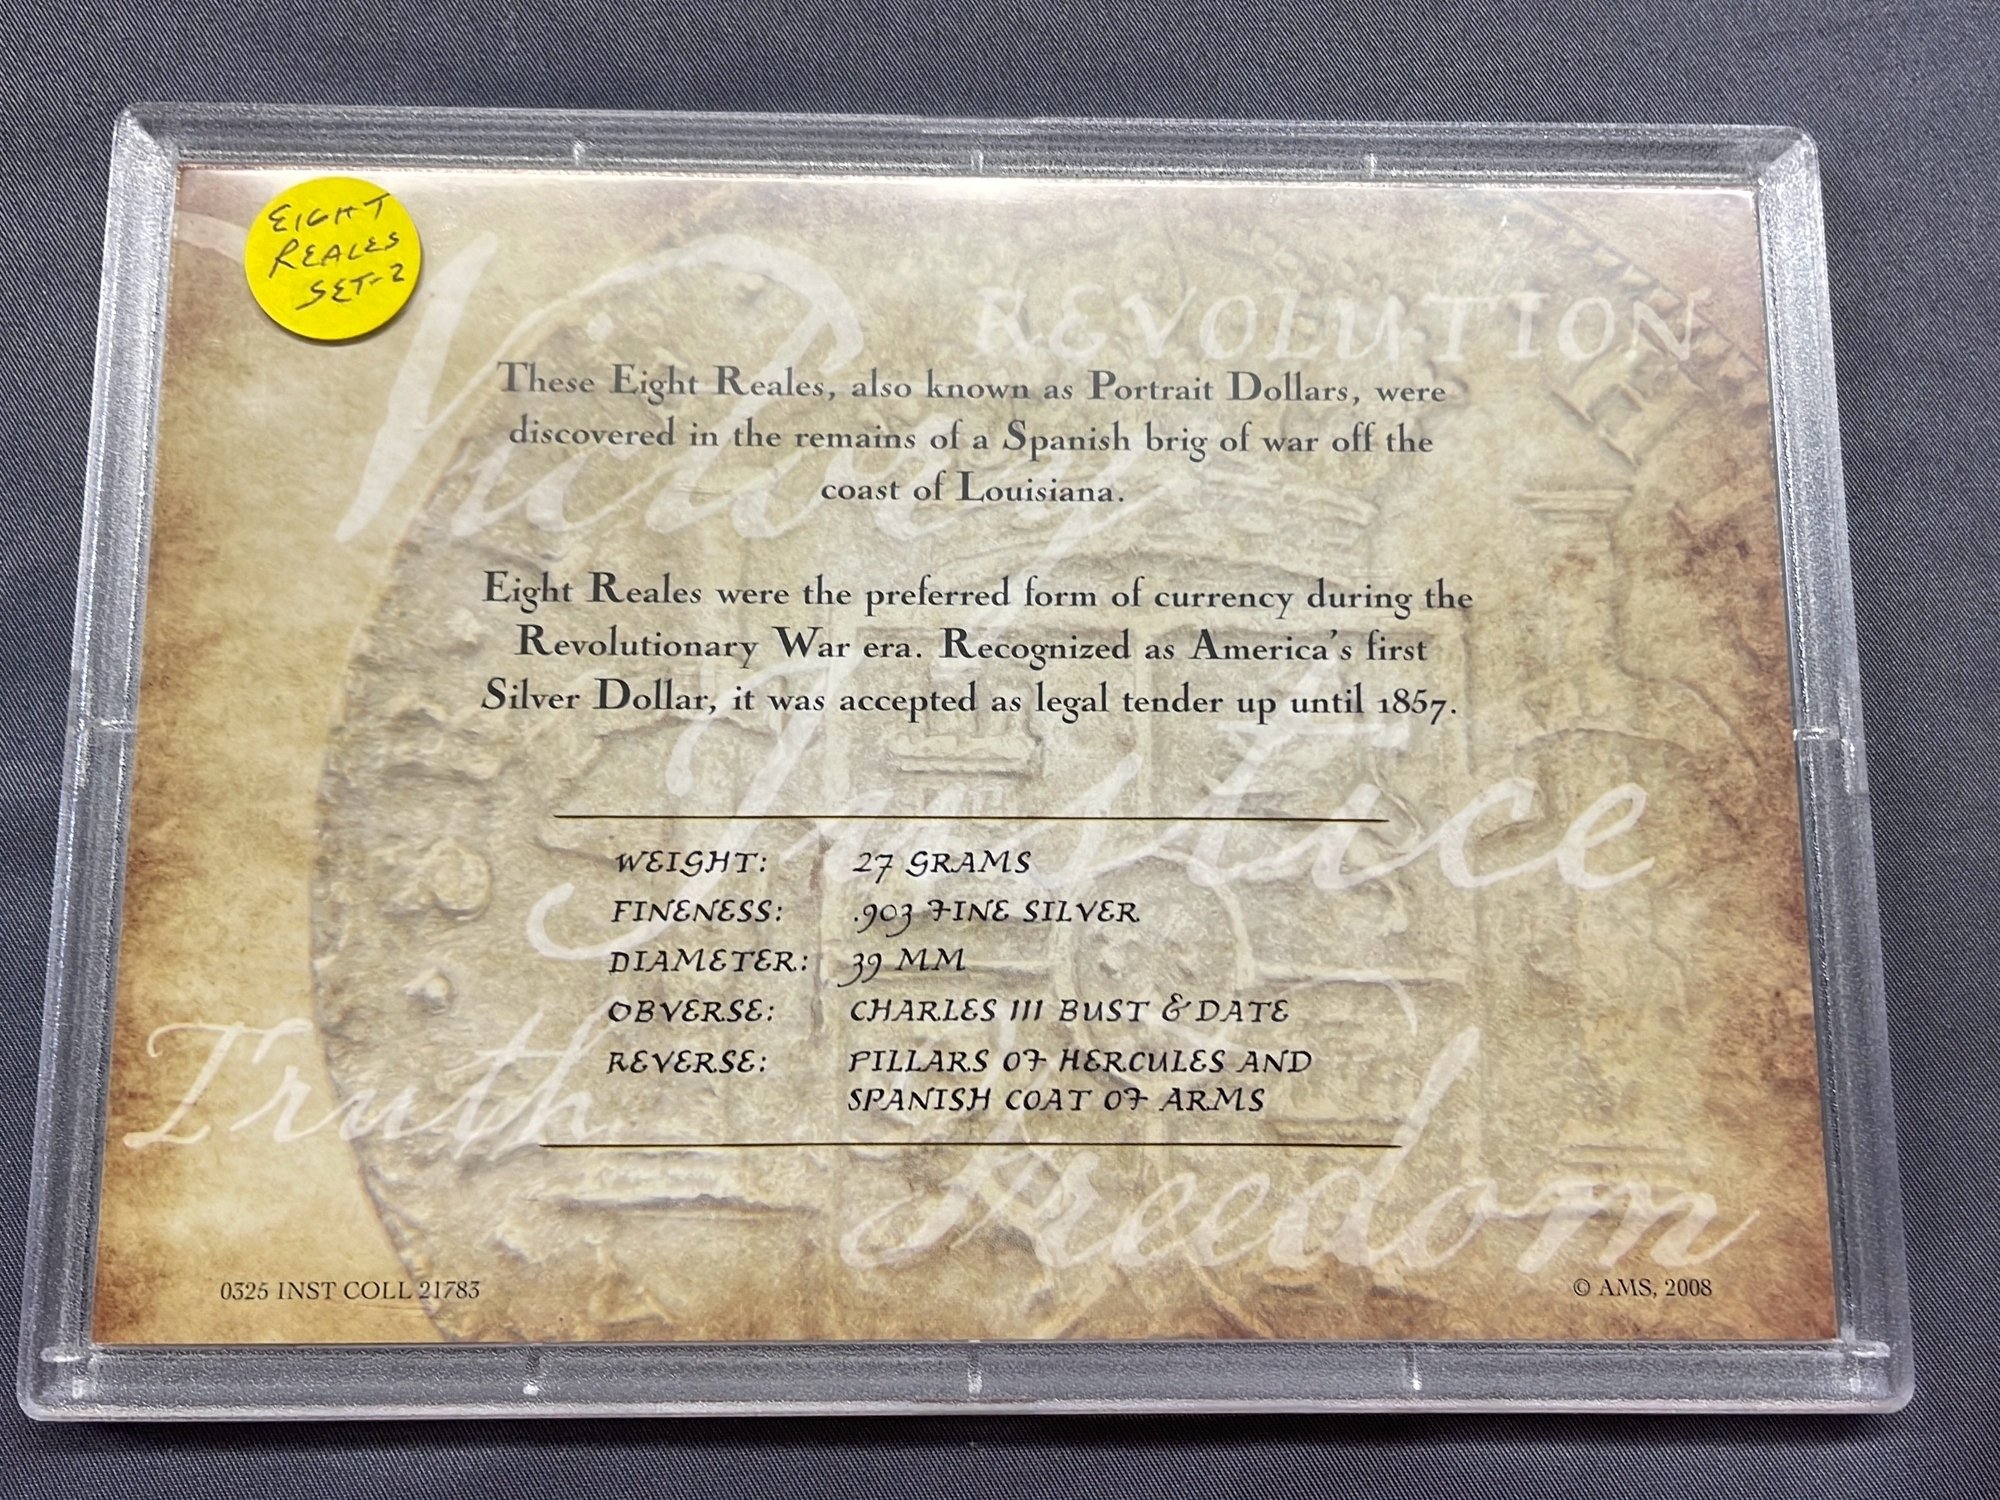 EIGHT
REALES
SET-2
Victory
REVOLUTION
These Eight Reales, also known as Portrait Dollars, were
discovered in the remains of a Spanish brig of war off the
coast of Louisiana.
Eight Reales were the preferred form of currency during the
Revolutionary War era. Recognized as America's first
Silver Dollar, it was accepted as legal tender up until 1857.
Justice
WEIGHT: 27 GRAMS
FINENESS: .903 FINE SILVER
DIAMETER: 39 MM
OBVERSE: CHARLES III BUST & DATE
REVERSE: PILLARS OF HERCULES AND
SPANISH COAT OF ARMS
Truth
Freedom
0325 INST COLL 21783
© AMS, 2008